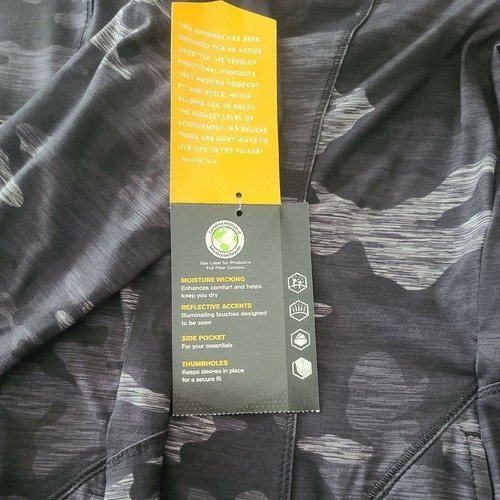 THIS GARMENT HAS BEEN
DESIGNED FOR AN ACTIVE
LIFESTYLE. WE DEVELOP
FUNCTIONAL PRODUCTS
THAT PROVIDE COMFORT
FIT AND STYLE, WHICH
ALLOWS YOU TO REACH
THE HIGHEST LEVEL OF
ACHIEVEMENT. WE BELIEVE
THERE ARE MANY WAYS TO
LIVE LIFE TO THE FULLEST.
See Label for Product's
Full Fiber Content
MOISTURE WICKING
Enhances comfort and helps
keep you dry
REFLECTIVE ACCENTS
Illuminating touches designed
to be seen
SIDE POCKET
For your essentials
THUMBHOLES
Keeps sleeves in place
for a secure fit